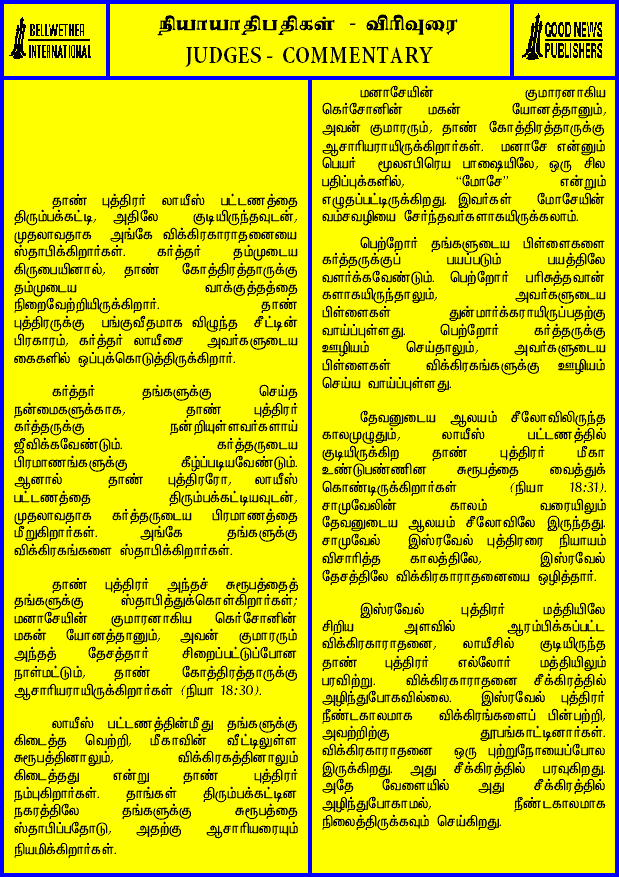 BELLWETHER
INTERNATIONAL
நியாயாதிபதிகள் - விரிவுரை
JUDGES - COMMENTARY
GOOD NEWS
PUBLISHERS
தாண் புத்திரர் லாயீஸ் பட்டணத்தை
திரும்பக்கட்டி, அதிலே குடியிருந்தவுடன்,
முதலாவதாக அங்கே விக்கிரகாராதனையை
ஸ்தாபிக்கிறார்கள். கர்த்தர் தம்முடைய
கிருபையினால், தாண் கோத்திரத்தாருக்கு
தம்முடைய வாக்குத்தத்தை
நிறைவேற்றியிருக்கிறார். தாண்
புத்திரருக்கு பங்குவீதமாக விழுந்த சீட்டின்
பிரகாரம், கர்த்தர் லாயீசை அவர்களுடைய
கைகளில் ஒப்புக்கொடுத்திருக்கிறார்.
கர்த்தர் தங்களுக்கு செய்த
நன்மைகளுக்காக, தாண் புத்திரர்
கர்த்தருக்கு நன்றியுள்ளவர்களாய்
ஜீவிக்கவேண்டும். கர்த்தருடைய
பிரமாணங்களுக்கு கீழ்ப்படியவேண்டும்.
ஆனால் தாண் புத்திரரோ, லாயீஸ்
பட்டணத்தை திரும்பக்கட்டியவுடன்,
முதலாவதாக கர்த்தருடைய பிரமாணத்தை
மீறுகிறார்கள். அங்கே தங்களுக்கு
விக்கிரகங்களை ஸ்தாபிக்கிறார்கள்.
தாண் புத்திரர் அந்தச் சுரூபத்தைத்
தங்களுக்கு ஸ்தாபித்துக்கொள்கிறார்கள்;
மனாசேயின் குமாரனாகிய கெர்சோனின்
மகன் யோனத்தானும், அவன் குமாரரும்
அந்தத் தேசத்தார் சிறைப்பட்டுப்போன
நாள்மட்டும், தாண் கோத்திரத்தாருக்கு
ஆசாரியராயிருக்கிறார்கள் (நியா 18:30).
லாயீஸ் பட்டணத்தின்மீது தங்களுக்கு
கிடைத்த வெற்றி, மீகாவின் வீட்டிலுள்ள
சுரூபத்தினாலும், விக்கிரகத்தினாலும்
கிடைத்தது என்று தாண் புத்திரர்
நம்புகிறார்கள். தாங்கள் திரும்பக்கட்டின
நகரத்திலே தங்களுக்கு சுரூபத்தை
ஸ்தாபிப்பதோடு, அதற்கு ஆசாரியரையும்
நியமிக்கிறார்கள்.
மனாசேயின் குமாரனாகிய
கெர்சோனின் மகன் யோனத்தானும்,
அவன் குமாரரும், தாண் கோத்திரத்தாருக்கு
ஆசாரியராயிருக்கிறார்கள். மனாசே என்னும்
பெயர் மூலஎபிரெய பாஷையிலே, ஒரு சில
பதிப்புக்களில், “மோசே” என்றும்
எழுதப்பட்டிருக்கிறது. இவர்கள் மோசேயின்
வம்சவழியை சேர்ந்தவர்களாகயிருக்கலாம்.
பெற்றோர் தங்களுடைய பிள்ளைகளை
கர்த்தருக்குப் பயப்படும் பயத்திலே
வளர்க்கவேண்டும். பெற்றோர் பரிசுத்தவான்
களாகயிருந்தாலும், அவர்களுடைய
பிள்ளைகள் துன்மார்க்கராயிருப்பதற்கு
வாய்ப்புள்ளது. பெற்றோர் கர்த்தருக்கு
ஊழியம் செய்தாலும், அவர்களுடைய
பிள்ளைகள் விக்கிரகங்களுக்கு ஊழியம்
செய்ய வாய்ப்புள்ளது.
தேவனுடைய ஆலயம் சீலோவிலிருந்த
காலமுழுதும், லாயீஸ் பட்டணத்தில்
குடியிருக்கிற தாண் புத்திரர் மீகா
உண்டுபண்ணின சுரூபத்தை வைத்துக்
கொண்டிருக்கிறார்கள் (நியா 18:31).
சாமுவேலின் காலம் வரையிலும்
தேவனுடைய ஆலயம் சீலோவிலே இருந்தது.
சாமுவேல் இஸ்ரவேல் புத்திரரை நியாயம்
விசாரித்த காலத்திலே, இஸ்ரவேல்
தேசத்திலே விக்கிரகாராதனையை ஒழித்தார்.
இஸ்ரவேல் புத்திரர் மத்தியிலே
சிறிய அளவில் ஆரம்பிக்கப்பட்ட
விக்கிரகாராதனை, லாயீசில் குடியிருந்த
தாண் புத்திரர் எல்லோர் மத்தியிலும்
பரவிற்று. விக்கிரகாராதனை சீக்கிரத்தில்
அழிந்துபோகவில்லை. இஸ்ரவேல் புத்திரர்
நீண்டகாலமாக விக்கிரங்களைப் பின்பற்றி,
அவற்றிற்கு தூபங்காட்டினார்கள்.
விக்கிரகாராதனை ஒரு புற்றுநோயைப்போல
இருக்கிறது. அது சீக்கிரத்தில் பரவுகிறது.
அதே வேளையில் அது சீக்கிரத்தில்
அழிந்துபோகாமல், நீண்டகாலமாக
நிலைத்திருக்கவும் செய்கிறது.